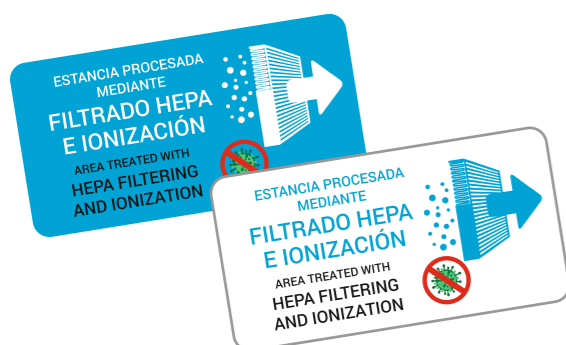 ESTANCIA PROCESADA
MEDIANTE
FILTRADO HEPA
E IONIZACIÓN
AREA TREATED WITH
HEPA FILTERING
AND IONIZATION
ESTANCIA PROCESADA
MEDIANTE
FILTRADO HEPA
E IONIZACIÓN
AREA TREATED WITH
HEPA FILTERING
AND IONIZATION